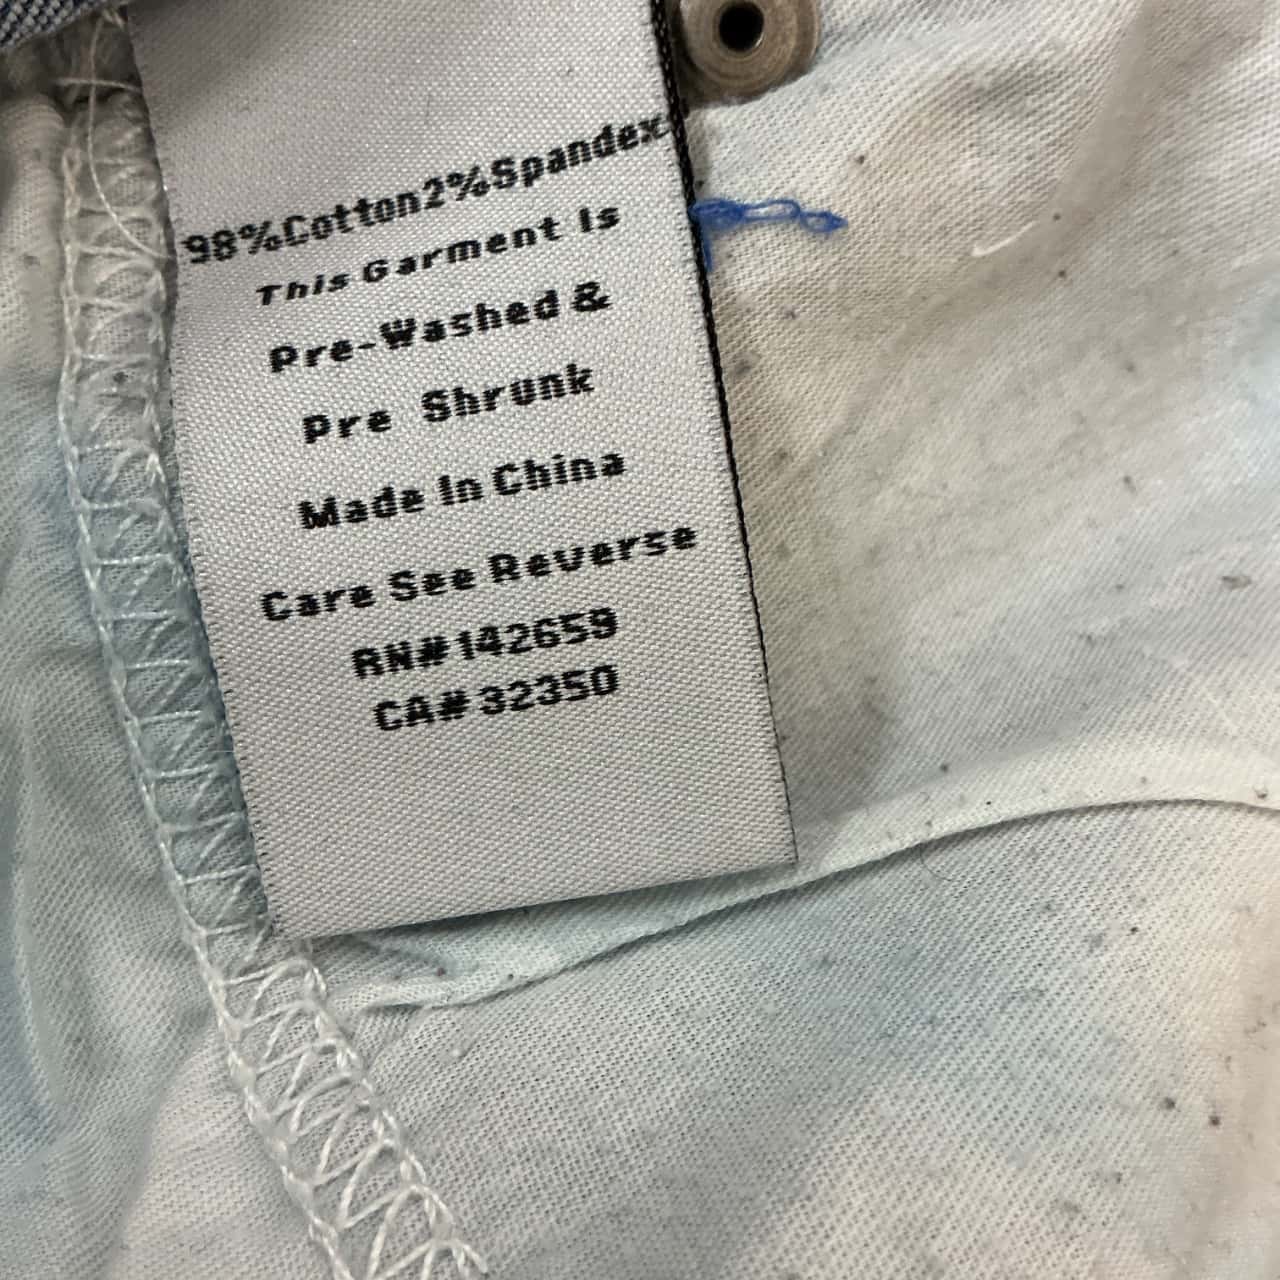 98%Cotton2%Spandex
This Garment Is
Pre-Washed &
Pre Shrunk
Made In China
Care See Reverse
RN#142659
CA#32350